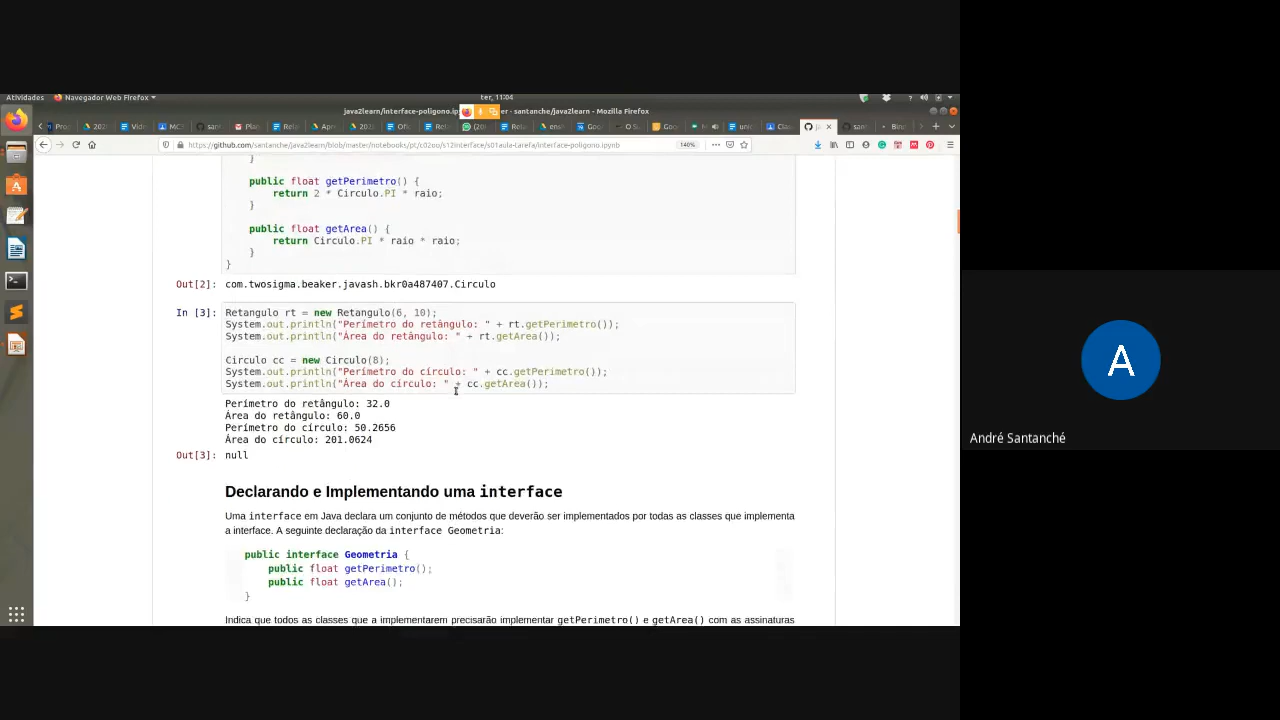 Atividades
Navegador Web Firefox
ter, 11:04
java2learn/interface-poligono.ip
er - santanche/java2learn - Mozilla Firefox
https://github.com/santanche/java2learn/blob/master/notebooks/pt/c02oo/s12interface/s01aula-tarefa/interface-poligono.ipynb
140%
}
public float getPerimetro() {
return 2 * Circulo.PI * raio;
}
public float getArea() {
return Circulo.PI * raio * raio;
}
}
Out[2]: com.twosigma.beaker.javash.bkr0a487407.Circulo
In [3]: Retangulo rt = new Retangulo(6, 10);
System.out.println("Perímetro do retângulo: " + rt.getPerimetro());
System.out.println("Área do retângulo: " + rt.getArea());
Circulo cc = new Circulo(8);
System.out.println("Perímetro do círculo: " + cc.getPerimetro());
System.out.println("Área do círculo: " + cc.getArea());
Perímetro do retângulo: 32.0
Área do retângulo: 60.0
Perímetro do círculo: 50.2656
Área do círculo: 201.0624
Out[3]: null
Declarando e Implementando uma interface
Uma interface em Java declara um conjunto de métodos que deverão ser implementados por todas as classes que implementa
a interface. A seguinte declaração da interface Geometria:
public interface Geometria {
public float getPerimetro();
public float getArea();
}
Indica que todos as classes que a implementarem precisarão implementar getPerimetro() e getArea() com as assinaturas
A
André Santanché